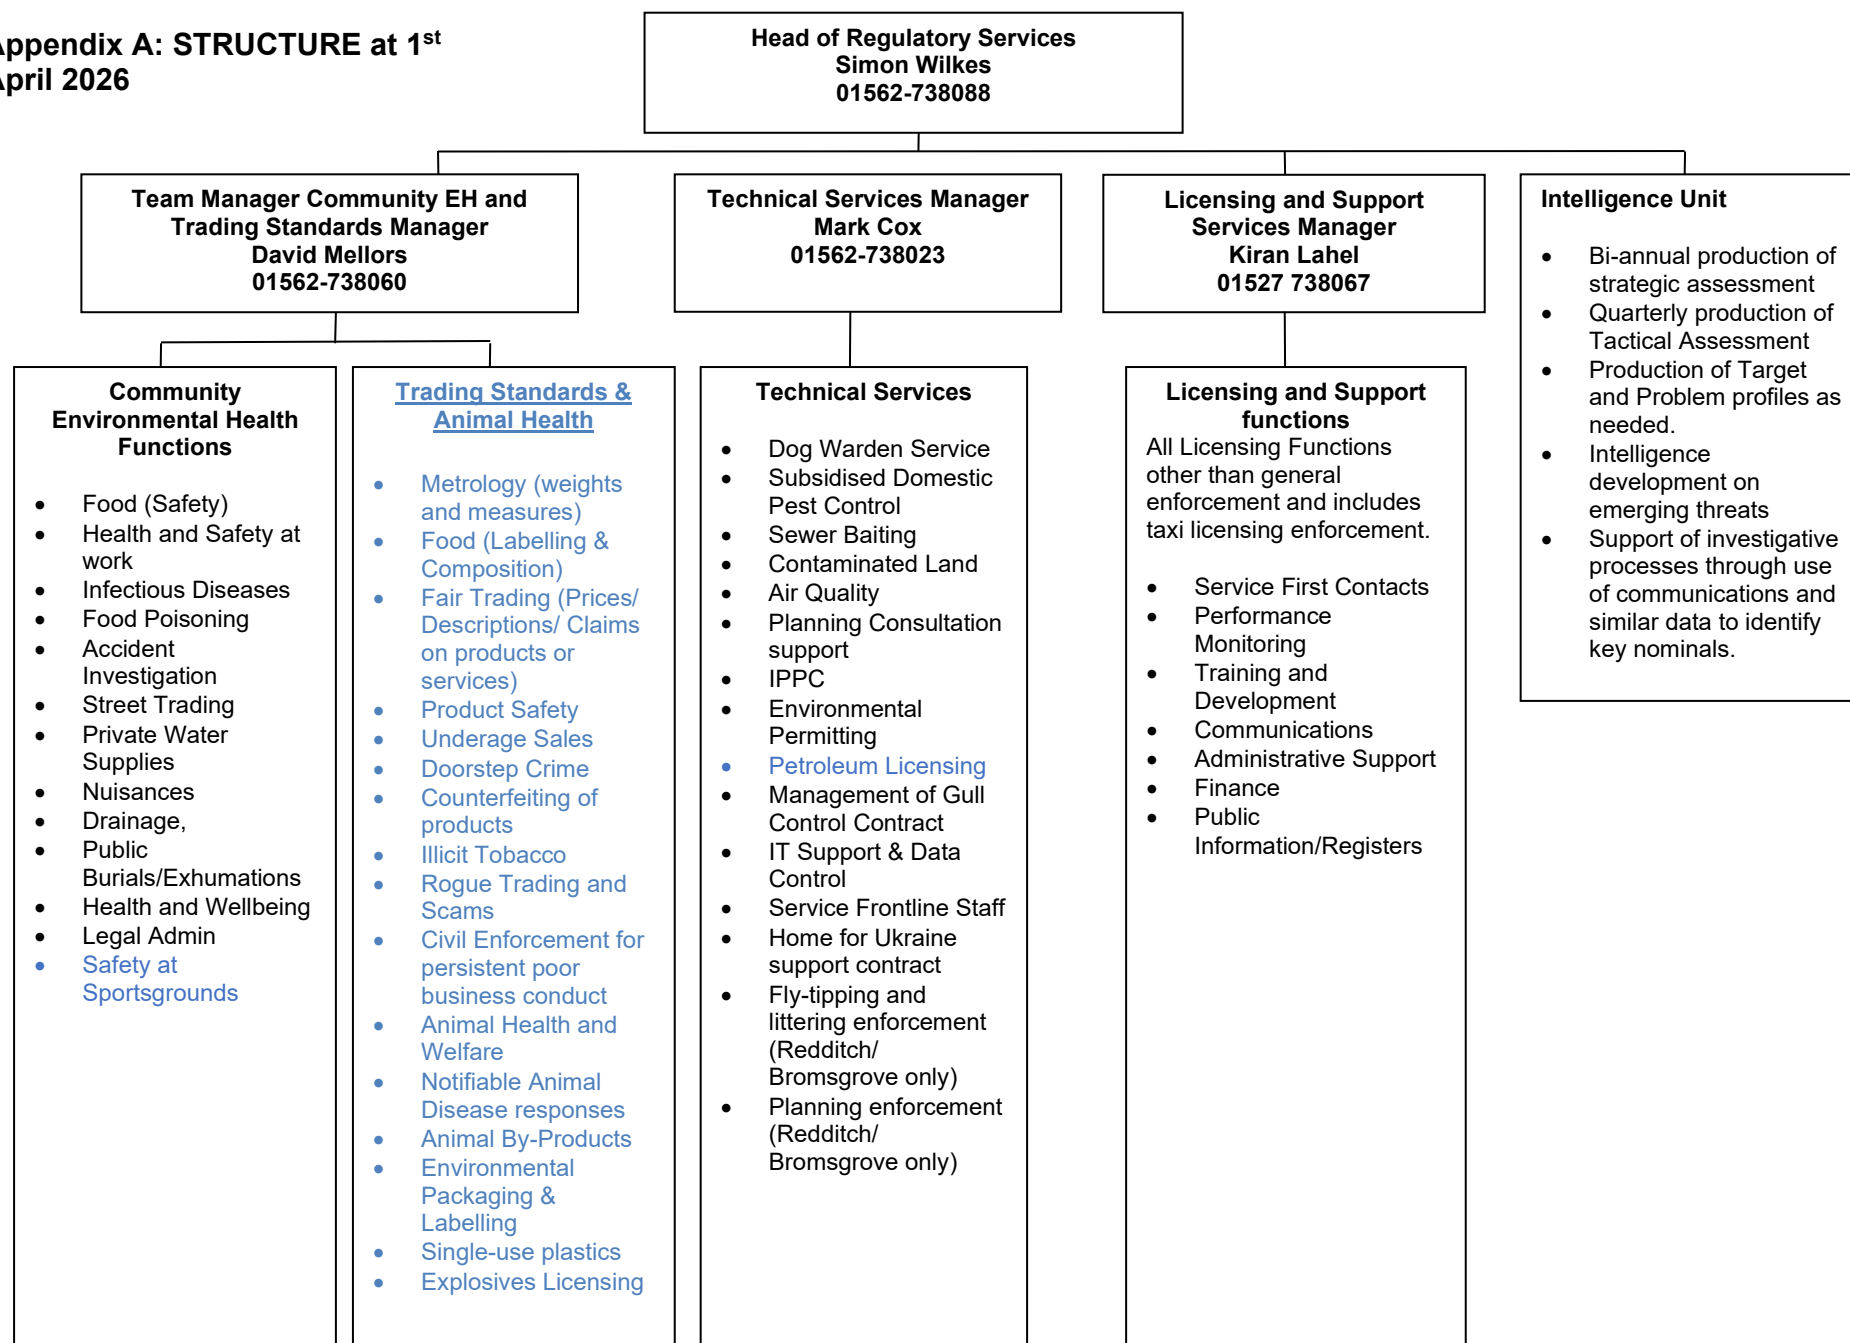 Appendix A: STRUCTURE at 1st
April 2026
Head of Regulatory Services
Simon Wilkes
01562-738088
Team Manager Community EH and
Trading Standards Manager
David Mellors
01562-738060
Technical Services Manager
Mark Cox
01562-738023
Licensing and Support
Services Manager
Kiran Lahel
01527 738067
Intelligence Unit
• Bi-annual production of
strategic assessment
• Quarterly production of
Tactical Assessment
• Production of Target
and Problem profiles as
needed.
• Intelligence
development on
emerging threats
• Support of investigative
processes through use
of communications and
similar data to identify
key nominals.
Community
Environmental Health
Functions
• Food (Safety)
• Health and Safety at
work
• Infectious Diseases
• Food Poisoning
• Accident
Investigation
• Street Trading
• Private Water
Supplies
• Nuisances
• Drainage,
• Public
Burials/Exhumations
• Health and Wellbeing
• Legal Admin
• Safety at
Sportsgrounds
Trading Standards &
Animal Health
• Metrology (weights
and measures)
• Food (Labelling &
Composition)
• Fair Trading (Prices/
Descriptions/ Claims
on products or
services)
• Product Safety
• Underage Sales
• Doorstep Crime
• Counterfeiting of
products
• Illicit Tobacco
• Rogue Trading and
Scams
• Civil Enforcement for
persistent poor
business conduct
• Animal Health and
Welfare
• Notifiable Animal
Disease responses
• Animal By-Products
• Environmental
Packaging &
Labelling
• Single-use plastics
• Explosives Licensing
Technical Services
• Dog Warden Service
• Subsidised Domestic
Pest Control
• Sewer Baiting
• Contaminated Land
• Air Quality
• Planning Consultation
support
• IPPC
• Environmental
Permitting
• Petroleum Licensing
• Management of Gull
Control Contract
• IT Support & Data
Control
• Service Frontline Staff
• Home for Ukraine
support contract
• Fly-tipping and
littering enforcement
(Redditch/
Bromsgrove only)
• Planning enforcement
(Redditch/
Bromsgrove only)
Licensing and Support
functions
All Licensing Functions
other than general
enforcement and includes
taxi licensing enforcement.
• Service First Contacts
• Performance
Monitoring
• Training and
Development
• Communications
• Administrative Support
• Finance
• Public
Information/Registers